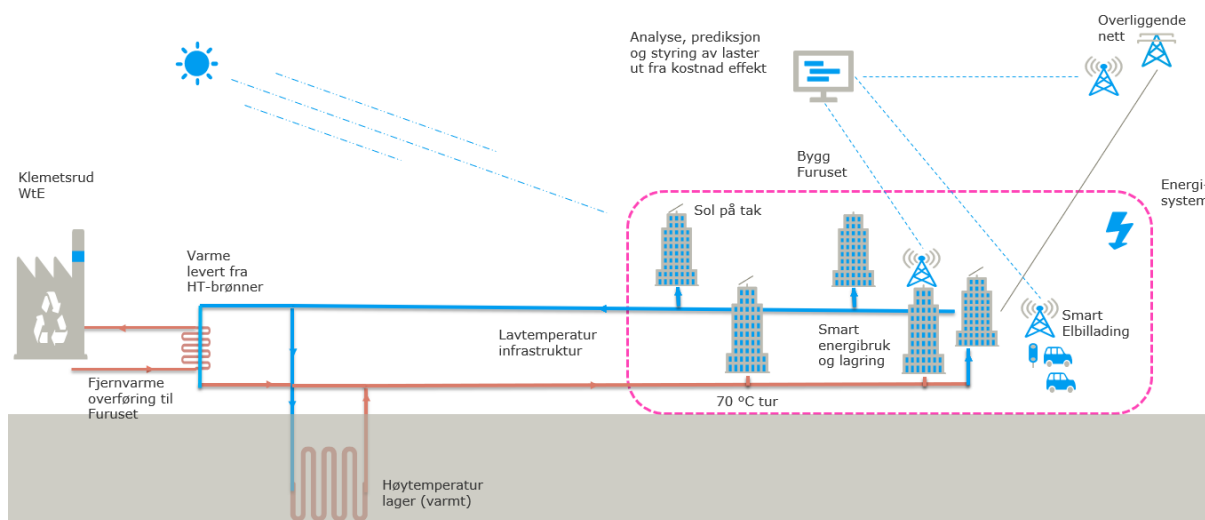 Overliggende
nett
Analyse, prediksjon
og styring av laster
ut fra kostnad effekt
Bygg
Furuset
Klemetsrud
WtE
Energi-
system
Sol på tak
Varme
levert fra
HT-brønner
Lavtemperatur
infrastruktur
Smart
energibruk
og lagring
Smart
Elbillading
Fjernvarme
overføring til
Furuset
70 °C tur
Høytemperatur
lager (varmt)